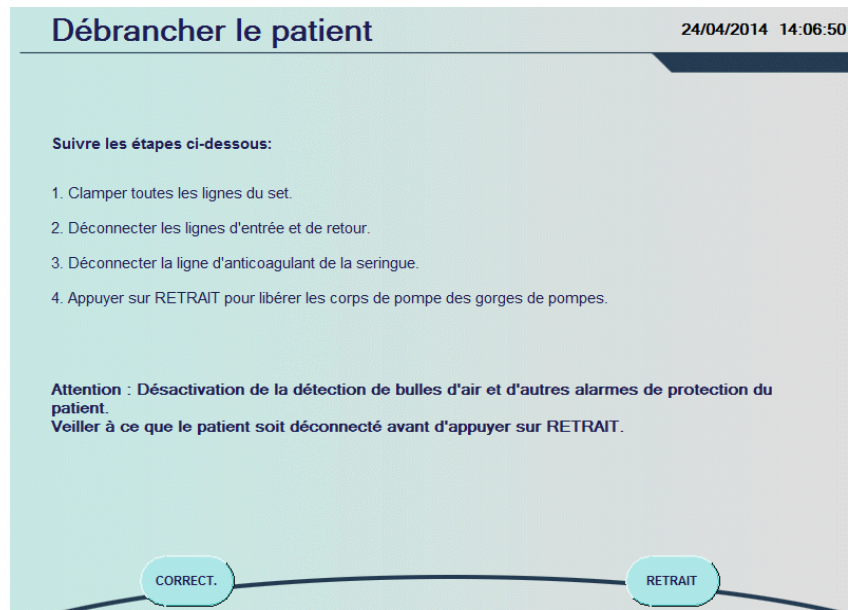 Débrancher le patient
24/04/2014 14:06:50
Suivre les étapes ci-dessous:
1. Clamper toutes les lignes du set.
2. Déconnecter les lignes d'entrée et de retour.
3. Déconnecter la ligne d'anticoagulant de la seringue.
4. Appuyer sur RETRAIT pour libérer les corps de pompe des gorges de pompes.
Attention : Désactivation de la détection de bulles d'air et d'autres alarmes de protection du
patient.
Veiller à ce que le patient soit déconnecté avant d'appuyer sur RETRAIT.
CORRECT.
RETRAIT